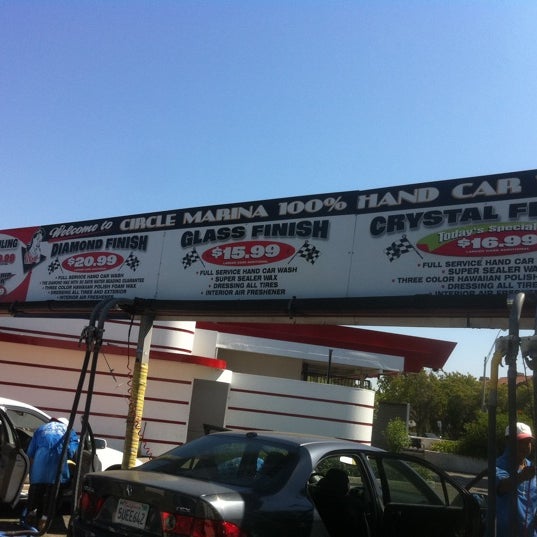 Welcome to CIRCLE MARINA 100% HAND CAR
DIAMOND FINISH
$20.99
• FULL SERVICE HAND CAR WASH
• THREE COLOR HAWAIIAN POLISH FOAM WAX
• DRESSING ALL TIRES AND EXTERIOR
• INTERIOR AIR FRESHENER
GLASS FINISH
$15.99
• FULL SERVICE HAND CAR WASH
• SUPER SEALER WAX
• DRESSING ALL TIRES
• INTERIOR AIR FRESHENER
CRYSTAL
Today's Special
$16.99
• FULL SERVICE HAND CAR
• SUPER SEALER WAX
• THREE COLOR HAWAIIAN POLISH
• DRESSING ALL TIRES
• INTERIOR AIR